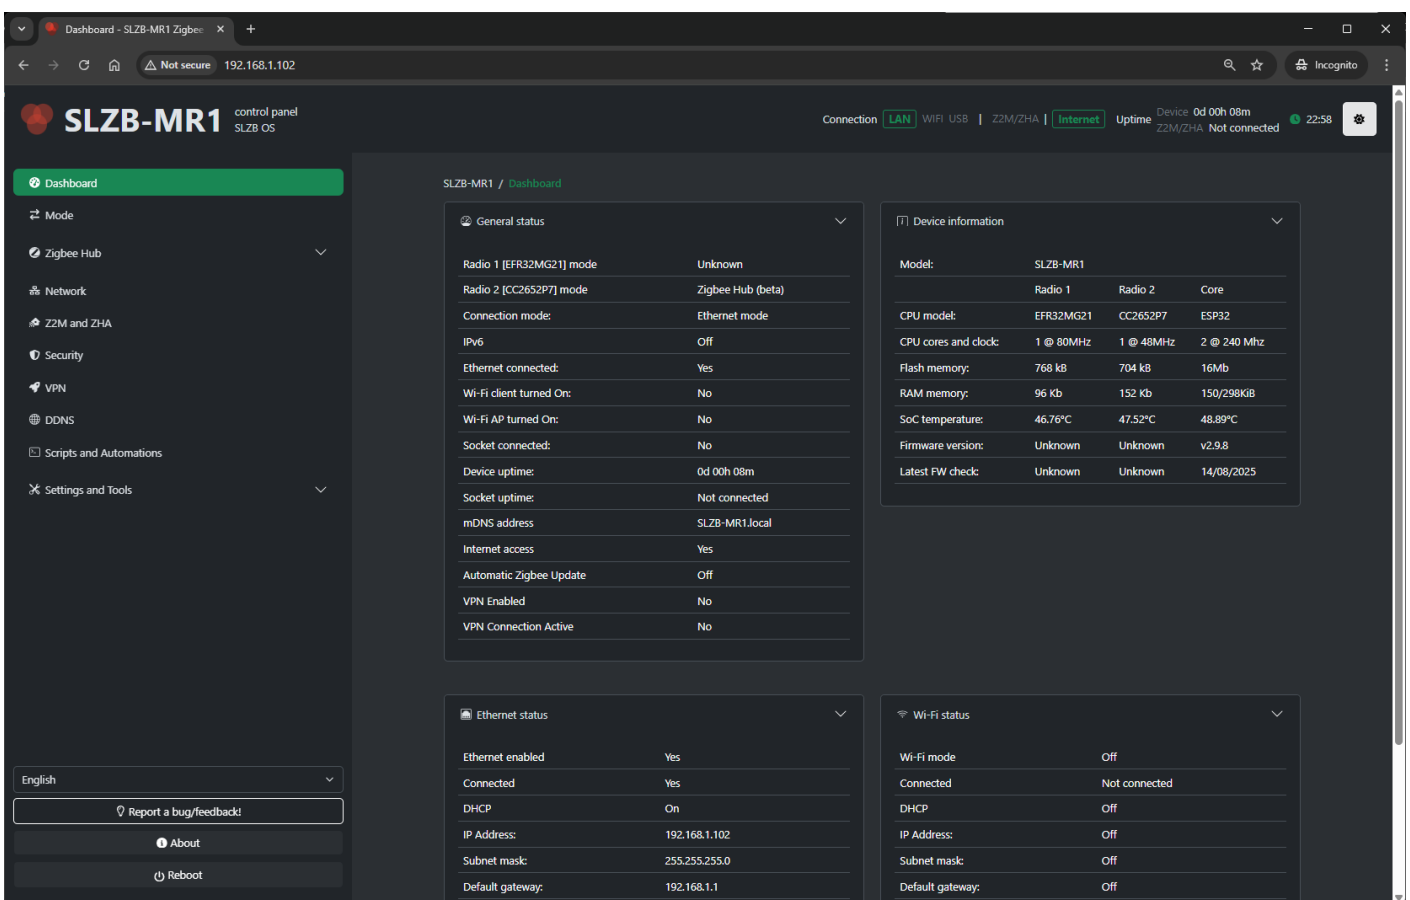 Dashboard - SLZB-MR1 Zigbee
Not secure 192.168.1.102
Incognito
SLZB-MR1
control panel
SLZB OS
Connection LAN WIFI USB | Z2M/ZHA | Internet
Uptime
Device 0d 00h 08m
Z2M/ZHA Not connected
22:58
Dashboard
Mode
Zigbee Hub
Network
Z2M and ZHA
Security
VPN
DDNS
Scripts and Automations
Settings and Tools
English
Report a bug/feedback!
About
Reboot
SLZB-MR1 / Dashboard
General status
Radio 1 [EFR32MG21] mode Unknown
Radio 2 [CC2652P7] mode Zigbee Hub (beta)
Connection mode: Ethernet mode
IPv6 Off
Ethernet connected: Yes
Wi-Fi client turned On: No
Wi-Fi AP turned On: No
Socket connected: No
Device uptime: 0d 00h 08m
Socket uptime: Not connected
mDNS address SLZB-MR1.local
Internet access Yes
Automatic Zigbee Update Off
VPN Enabled No
VPN Connection Active No
Device information
Model: SLZB-MR1
Radio 1 Radio 2 Core
CPU model: EFR32MG21 CC2652P7 ESP32
CPU cores and clock: 1 @ 80MHz 1 @ 48MHz 2 @ 240 Mhz
Flash memory: 768 kB 704 kB 16Mb
RAM memory: 96 Kb 152 Kb 150/298KiB
SoC temperature: 46.76°C 47.52°C 48.89°C
Firmware version: Unknown Unknown v2.9.8
Latest FW check: Unknown Unknown 14/08/2025
Ethernet status
Ethernet enabled Yes
Connected Yes
DHCP On
IP Address: 192.168.1.102
Subnet mask: 255.255.255.0
Default gateway: 192.168.1.1
Wi-Fi status
Wi-Fi mode Off
Connected Not connected
DHCP Off
IP Address: Off
Subnet mask: Off
Default gateway: Off